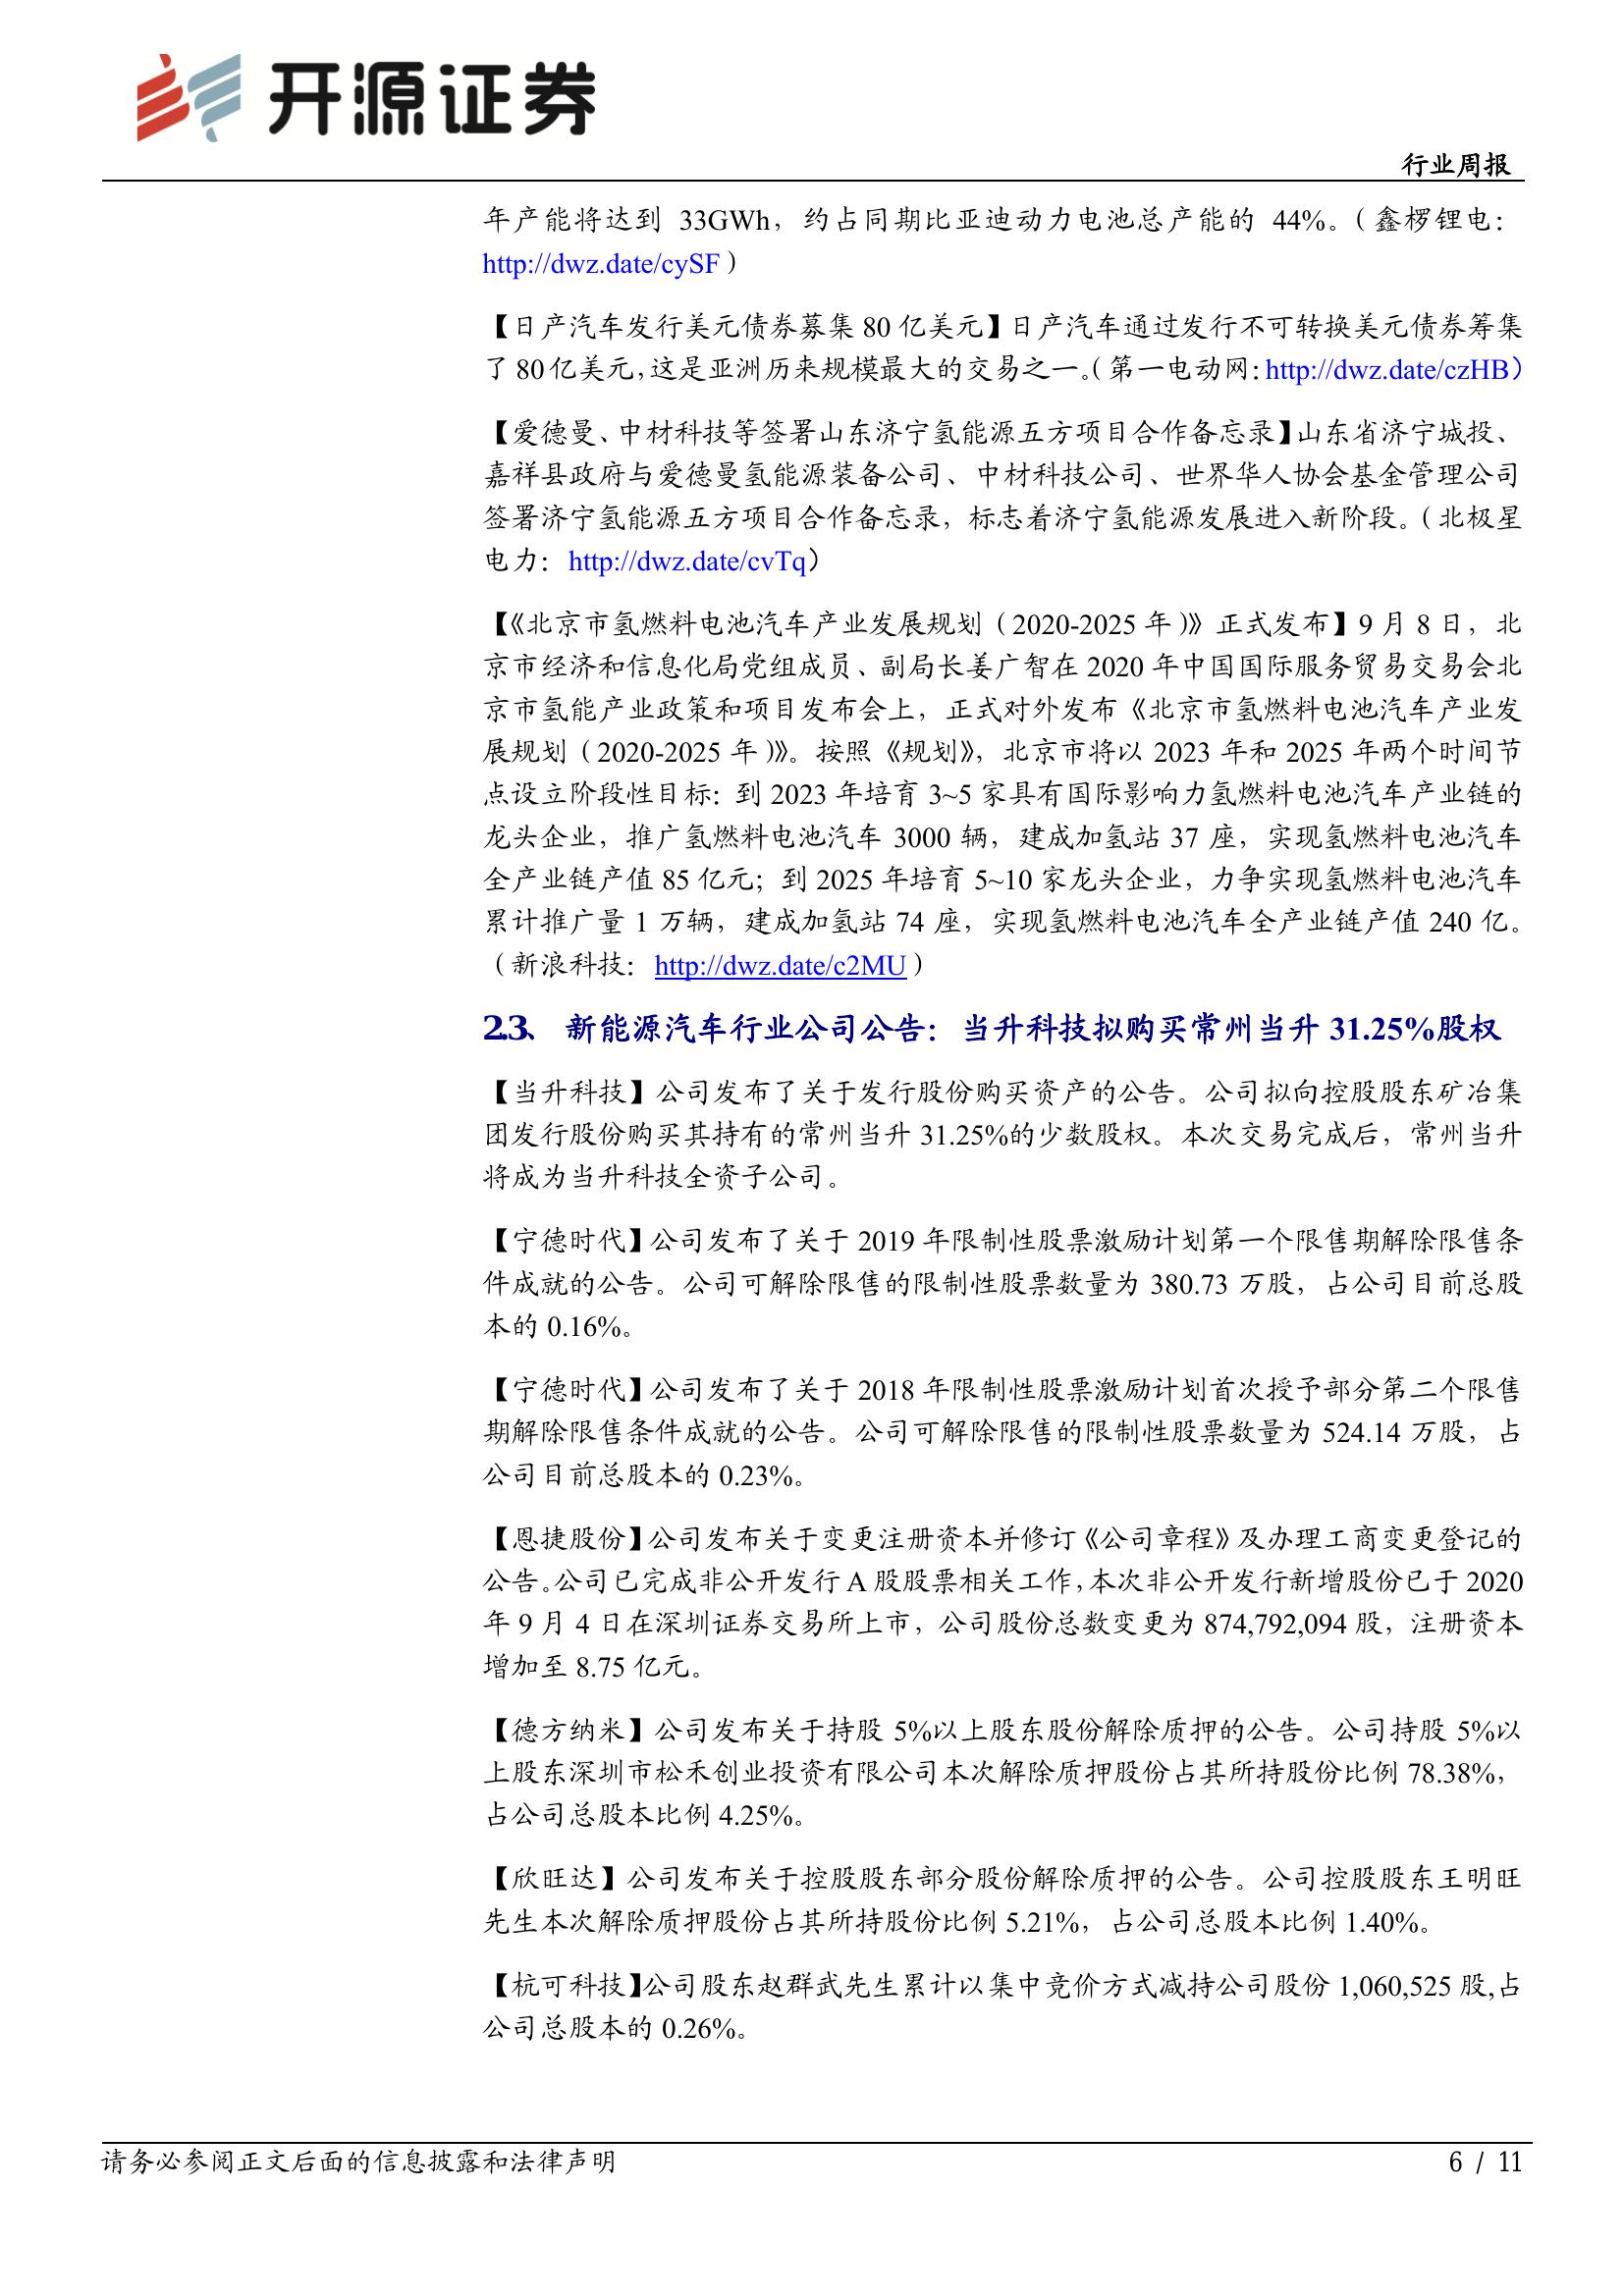 开源证券
行业周报
年产能将达到 33GWh，约占同期比亚迪动力电池总产能的 44%。（鑫椤锂电：
http://dwz.date/cySF）
【日产汽车发行美元债券募集 80 亿美元】日产汽车通过发行不可转换美元债券筹集
了 80 亿美元，这是亚洲历来规模最大的交易之一。（第一电动网：http://dwz.date/czHB）
【爱德曼、中材科技等签署山东济宁氢能源五方项目合作备忘录】山东省济宁城投、
嘉祥县政府与爱德曼氢能源装备公司、中材科技公司、世界华人协会基金管理公司
签署济宁氢能源五方项目合作备忘录，标志着济宁氢能源发展进入新阶段。（北极星
电力：http://dwz.date/cvTq）
【《北京市氢燃料电池汽车产业发展规划（2020-2025 年）》正式发布】9 月 8 日，北
京市经济和信息化局党组成员、副局长姜广智在 2020 年中国国际服务贸易交易会北
京市氢能产业政策和项目发布会上，正式对外发布《北京市氢燃料电池汽车产业发
展规划（2020-2025 年）》。按照《规划》，北京市将以 2023 年和 2025 年两个时间节
点设立阶段性目标：到 2023 年培育 3~5 家具有国际影响力氢燃料电池汽车产业链的
龙头企业，推广氢燃料电池汽车 3000 辆，建成加氢站 37 座，实现氢燃料电池汽车
全产业链产值 85 亿元；到 2025 年培育 5~10 家龙头企业，力争实现氢燃料电池汽车
累计推广量 1 万辆，建成加氢站 74 座，实现氢燃料电池汽车全产业链产值 240 亿。
（新浪科技：http://dwz.date/c2MU）
2.3、 新能源汽车行业公司公告：当升科技拟购买常州当升 31.25%股权
【当升科技】公司发布了关于发行股份购买资产的公告。公司拟向控股股东矿冶集
团发行股份购买其持有的常州当升 31.25%的少数股权。本次交易完成后，常州当升
将成为当升科技全资子公司。
【宁德时代】公司发布了关于 2019 年限制性股票激励计划第一个限售期解除限售条
件成就的公告。公司可解除限售的限制性股票数量为 380.73 万股，占公司目前总股
本的 0.16%。
【宁德时代】公司发布了关于 2018 年限制性股票激励计划首次授予部分第二个限售
期解除限售条件成就的公告。公司可解除限售的限制性股票数量为 524.14 万股，占
公司目前总股本的 0.23%。
【恩捷股份】公司发布关于变更注册资本并修订《公司章程》及办理工商变更登记的
公告。公司已完成非公开发行 A 股股票相关工作，本次非公开发行新增股份已于 2020
年 9 月 4 日在深圳证券交易所上市，公司股份总数变更为 874,792,094 股，注册资本
增加至 8.75 亿元。
【德方纳米】公司发布关于持股 5%以上股东股份解除质押的公告。公司持股 5%以
上股东深圳市松禾创业投资有限公司本次解除质押股份占其所持股份比例 78.38%，
占公司总股本比例 4.25%。
【欣旺达】公司发布关于控股股东部分股份解除质押的公告。公司控股股东王明旺
先生本次解除质押股份占其所持股份比例 5.21%，占公司总股本比例 1.40%。
【杭可科技】公司股东赵群武先生累计以集中竞价方式减持公司股份 1,060,525 股,占
公司总股本的 0.26%。
请务必参阅正文后面的信息披露和法律声明
6 / 11